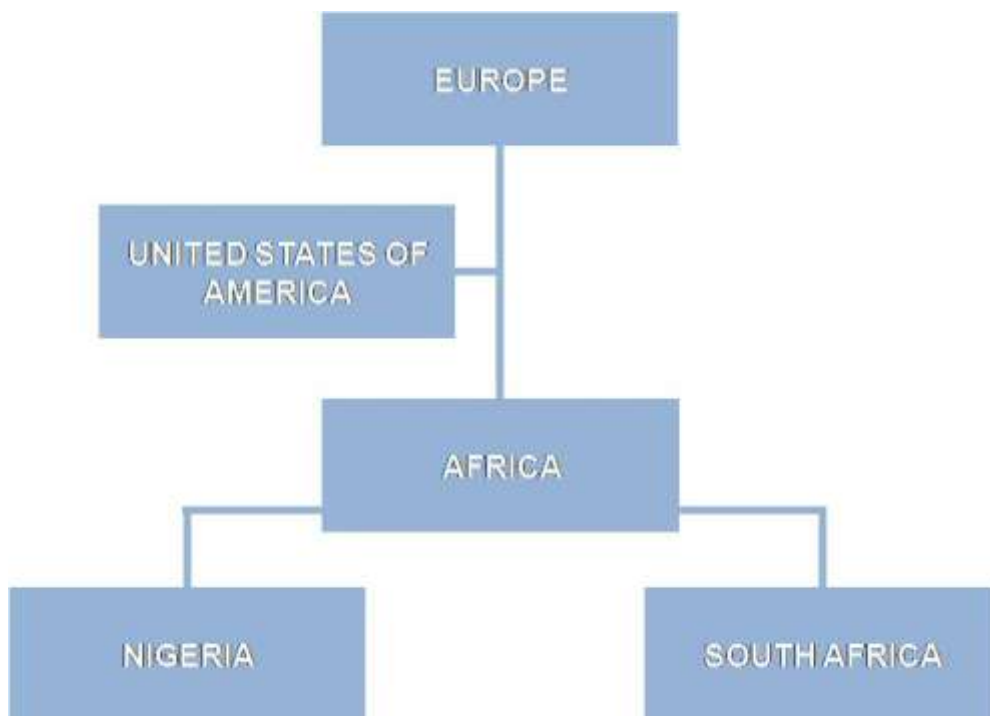 EUROPE
UNITED STATES OF
AMERICA
AFRICA
NIGERIA
SOUTH AFRICA